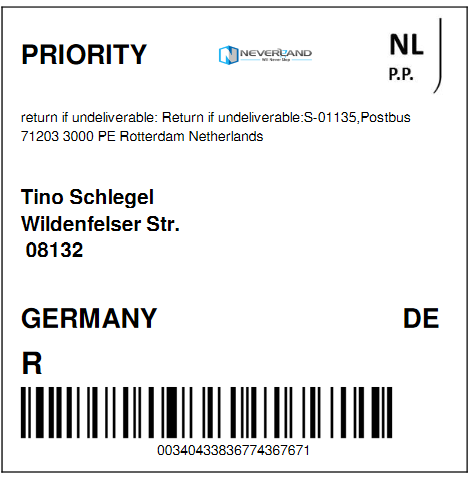 PRIORITY
NEVERLAND
Will Never Stop
NL
P.P.
return if undeliverable: Return if undeliverable:S-01135,Postbus
71203 3000 PE Rotterdam Netherlands
Tino Schlegel
Wildenfelser Str.
08132
GERMANY DE
R
00340433836774367671